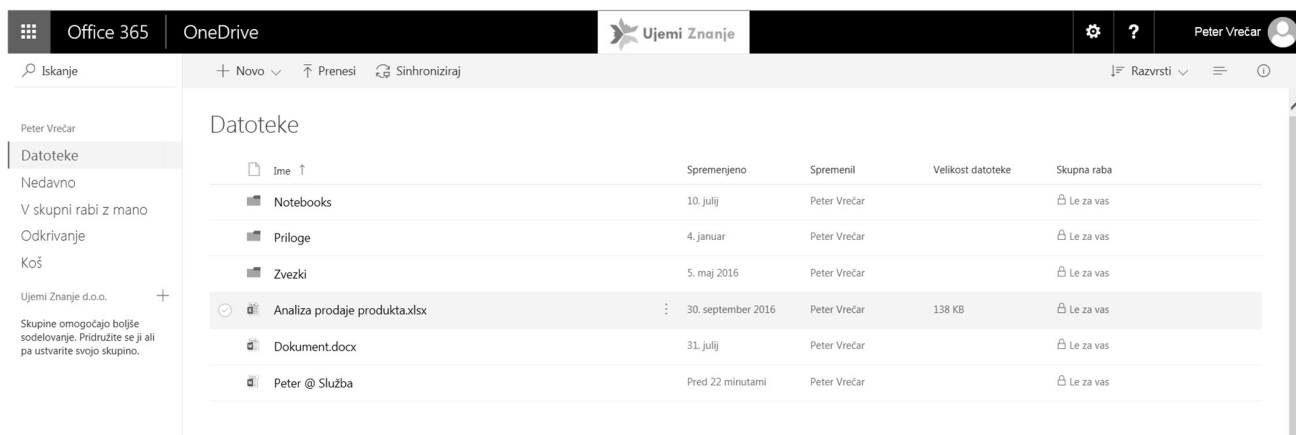 Office 365
OneDrive
Ujemi Znanje
?
Peter Vrečar
Iskanje
+ Novo
Prenesi
Sinhroniziraj
Razvrsti
Peter Vrečar
Datoteke
Nedavno
V skupni rabi z mano
Odkrivanje
Koš
Ujemi Znanje d.o.o. +
Skupine omogočajo boljše
sodelovanje. Pridružite se ji ali
pa ustvarite svojo skupino.
Datoteke
Ime ↑ Spremenjeno Spremenil Velikost datoteke Skupna raba
Notebooks 10. julij Peter Vrečar Le za vas
Priloge 4. januar Peter Vrečar Le za vas
Zvezki 5. maj 2016 Peter Vrečar Le za vas
Analiza prodaje produkta.xlsx 30. september 2016 Peter Vrečar 138 KB Le za vas
Dokument.docx 31. julij Peter Vrečar Le za vas
Peter @ Služba Pred 22 minutami Peter Vrečar Le za vas